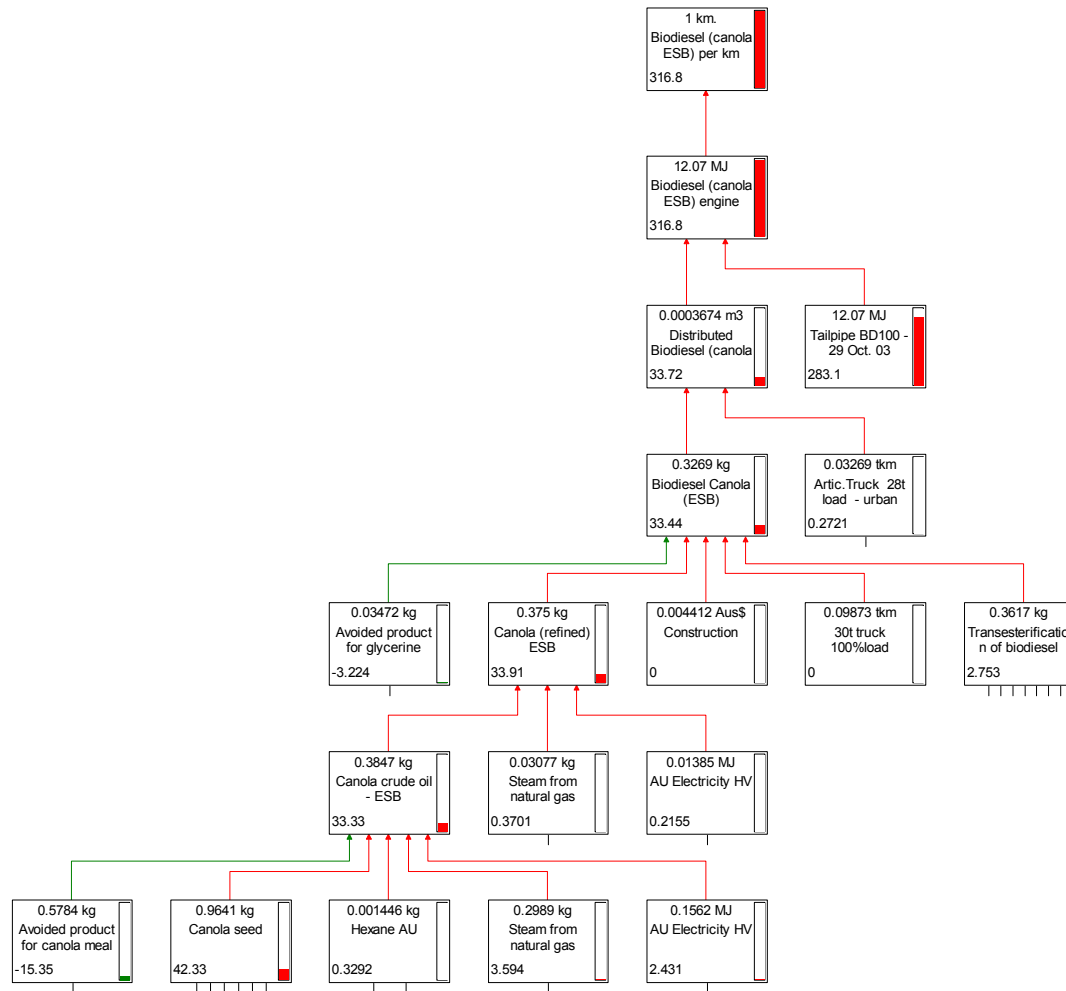 1 km.
Biodiesel (canola
ESB) per km
316.8
12.07 MJ
Biodiesel (canola
ESB) engine
316.8
0.0003674 m3
Distributed
Biodiesel (canola
33.72
12.07 MJ
Tailpipe BD100 -
29 Oct. 03
283.1
0.3269 kg
Biodiesel Canola
(ESB)
33.44
0.03269 tkm
Artic.Truck 28t
load - urban
0.2721
0.03472 kg
Avoided product
for glycerine
-3.224
0.375 kg
Canola (refined)
ESB
33.91
0.004412 Aus$
Construction
0
0.09873 tkm
30t truck
100%load
0
0.3617 kg
Transesterificatio
n of biodiesel
2.753
0.3847 kg
Canola crude oil
- ESB
33.33
0.03077 kg
Steam from
natural gas
0.3701
0.01385 MJ
AU Electricity HV
0.2155
0.5784 kg
Avoided product
for canola meal
-15.35
0.9641 kg
Canola seed
42.33
0.001446 kg
Hexane AU
0.3292
0.2989 kg
Steam from
natural gas
3.594
0.1562 MJ
AU Electricity HV
2.431